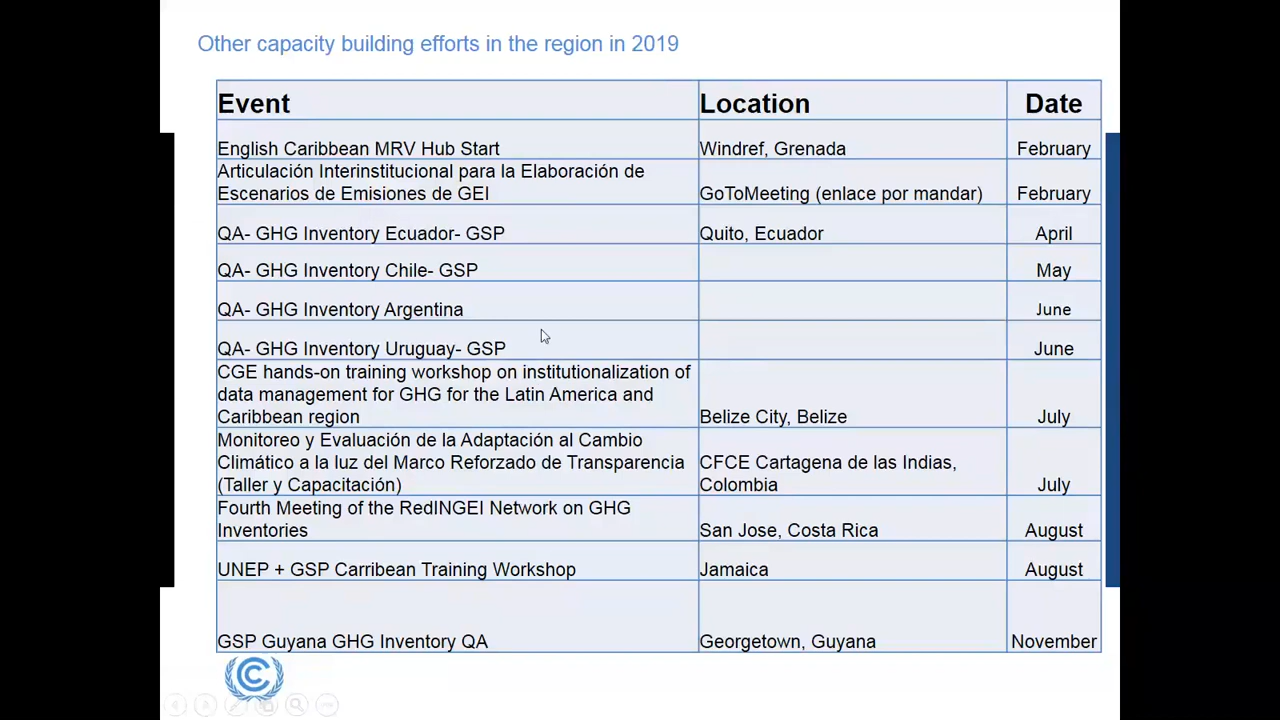 Other capacity building efforts in the region in 2019
Event Location Date
English Caribbean MRV Hub Start Windref, Grenada February
Articulación Interinstitucional para la Elaboración de
Escenarios de Emisiones de GEI GoToMeeting (enlace por mandar) February
QA- GHG Inventory Ecuador- GSP Quito, Ecuador April
QA- GHG Inventory Chile- GSP May
QA- GHG Inventory Argentina June
QA- GHG Inventory Uruguay- GSP June
CGE hands-on training workshop on institutionalization of
data management for GHG for the Latin America and
Caribbean region Belize City, Belize July
Monitoreo y Evaluación de la Adaptación al Cambio
Climático a la luz del Marco Reforzado de Transparencia CFCE Cartagena de las Indias,
(Taller y Capacitación) Colombia July
Fourth Meeting of the RedINGEI Network on GHG
Inventories San Jose, Costa Rica August
UNEP + GSP Carribean Training Workshop Jamaica August
GSP Guyana GHG Inventory QA Georgetown, Guyana November